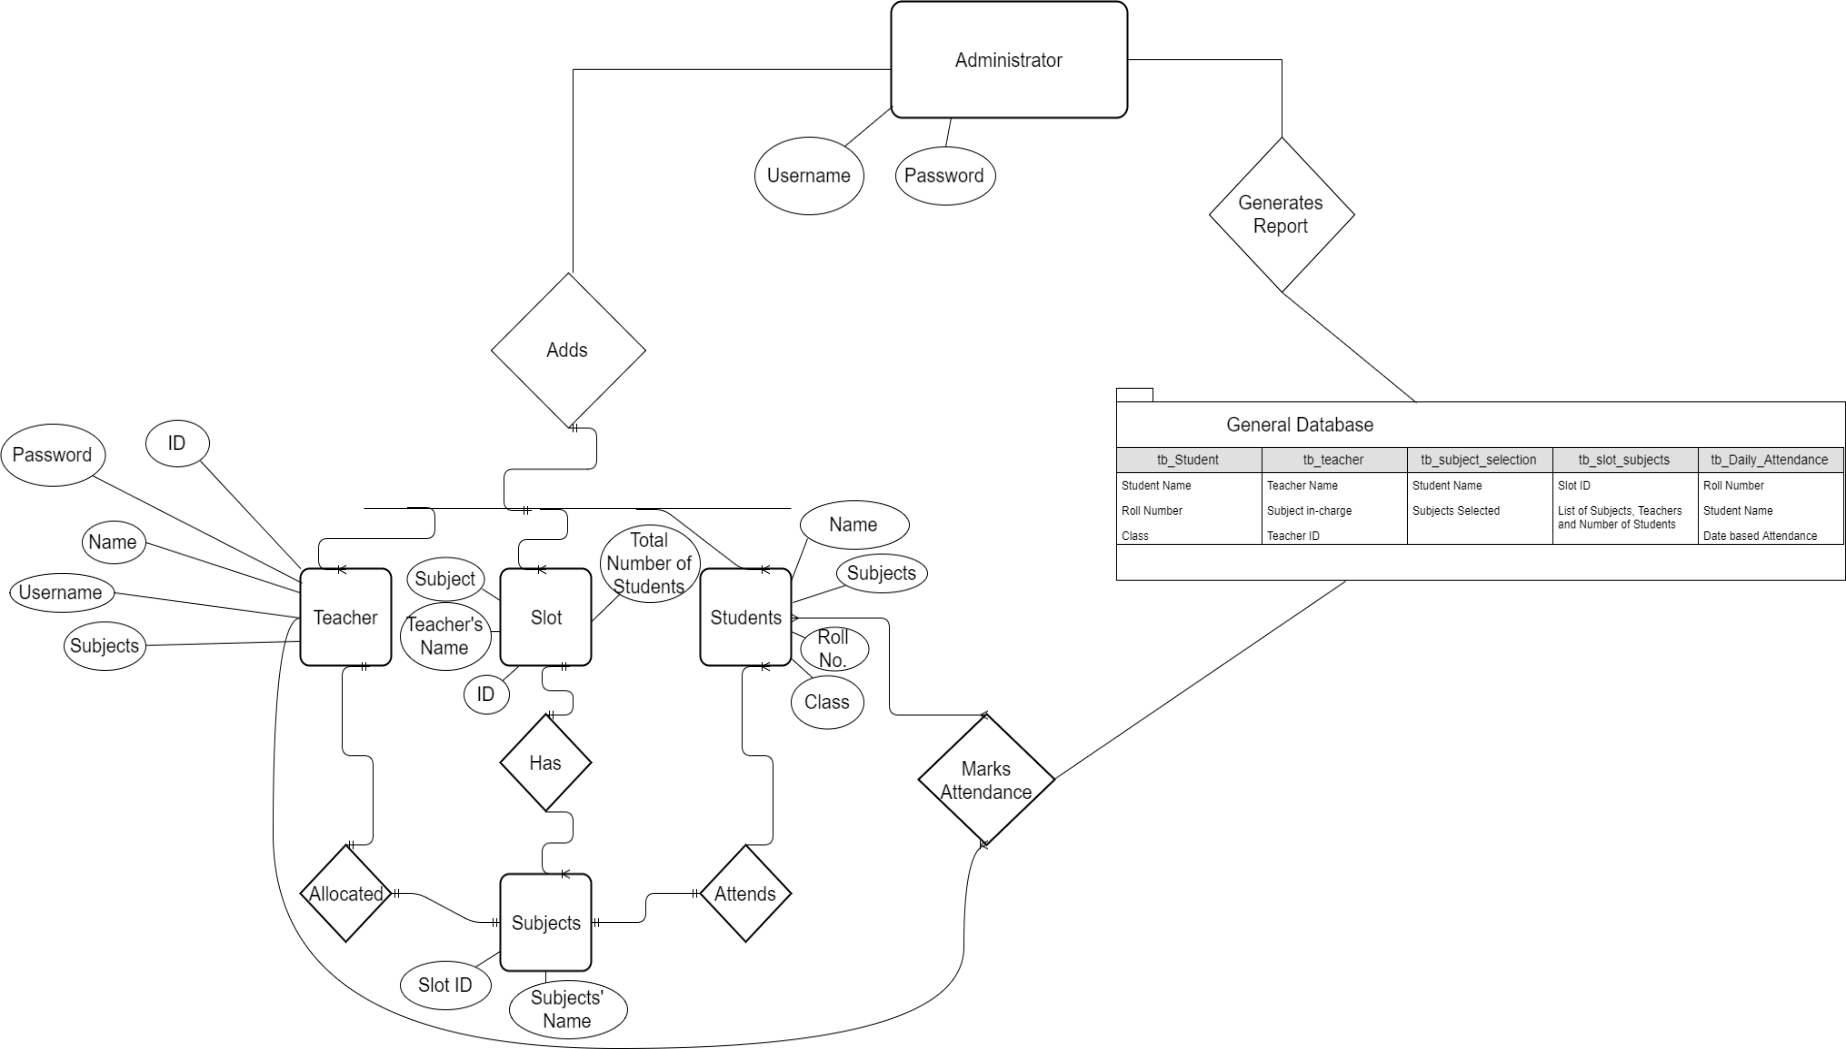 Administrator
Username
Password
Generates
Report
Adds
General Database
tb_Student
tb_teacher
tb_subject_selection
tb_slot_subjects
tb_Daily_Attendance
Student Name
Teacher Name
Student Name
Slot ID
Roll Number
Roll Number
Subject in-charge
Subjects Selected
List of Subjects, Teachers
and Number of Students
Student Name
Class
Teacher ID
Date based Attendance
Password
ID
Name
Username
Subjects
Teacher
Subject
Teacher's
Name
ID
Slot
Total
Number of
Students
Students
Name
Subjects
Roll
No.
Class
Has
Marks
Attendance
Allocated
Subjects
Attends
Slot ID
Subjects'
Name